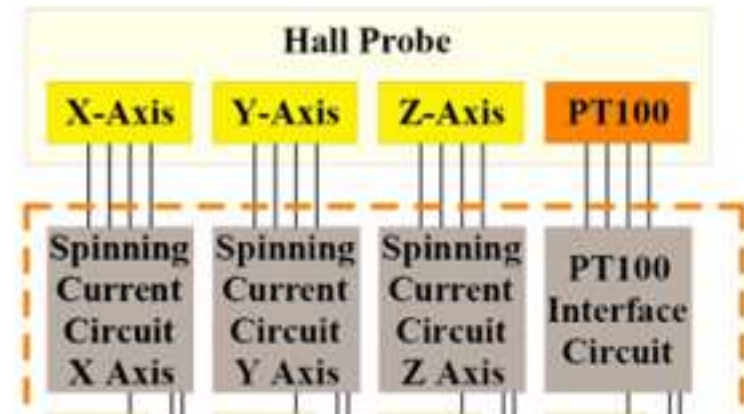 Hall Probe
X-Axis
Y-Axis
Z-Axis
PT100
Spinning
Current
Circuit
X Axis
Spinning
Current
Circuit
Y Axis
Spinning
Current
Circuit
Z Axis
PT100
Interface
Circuit